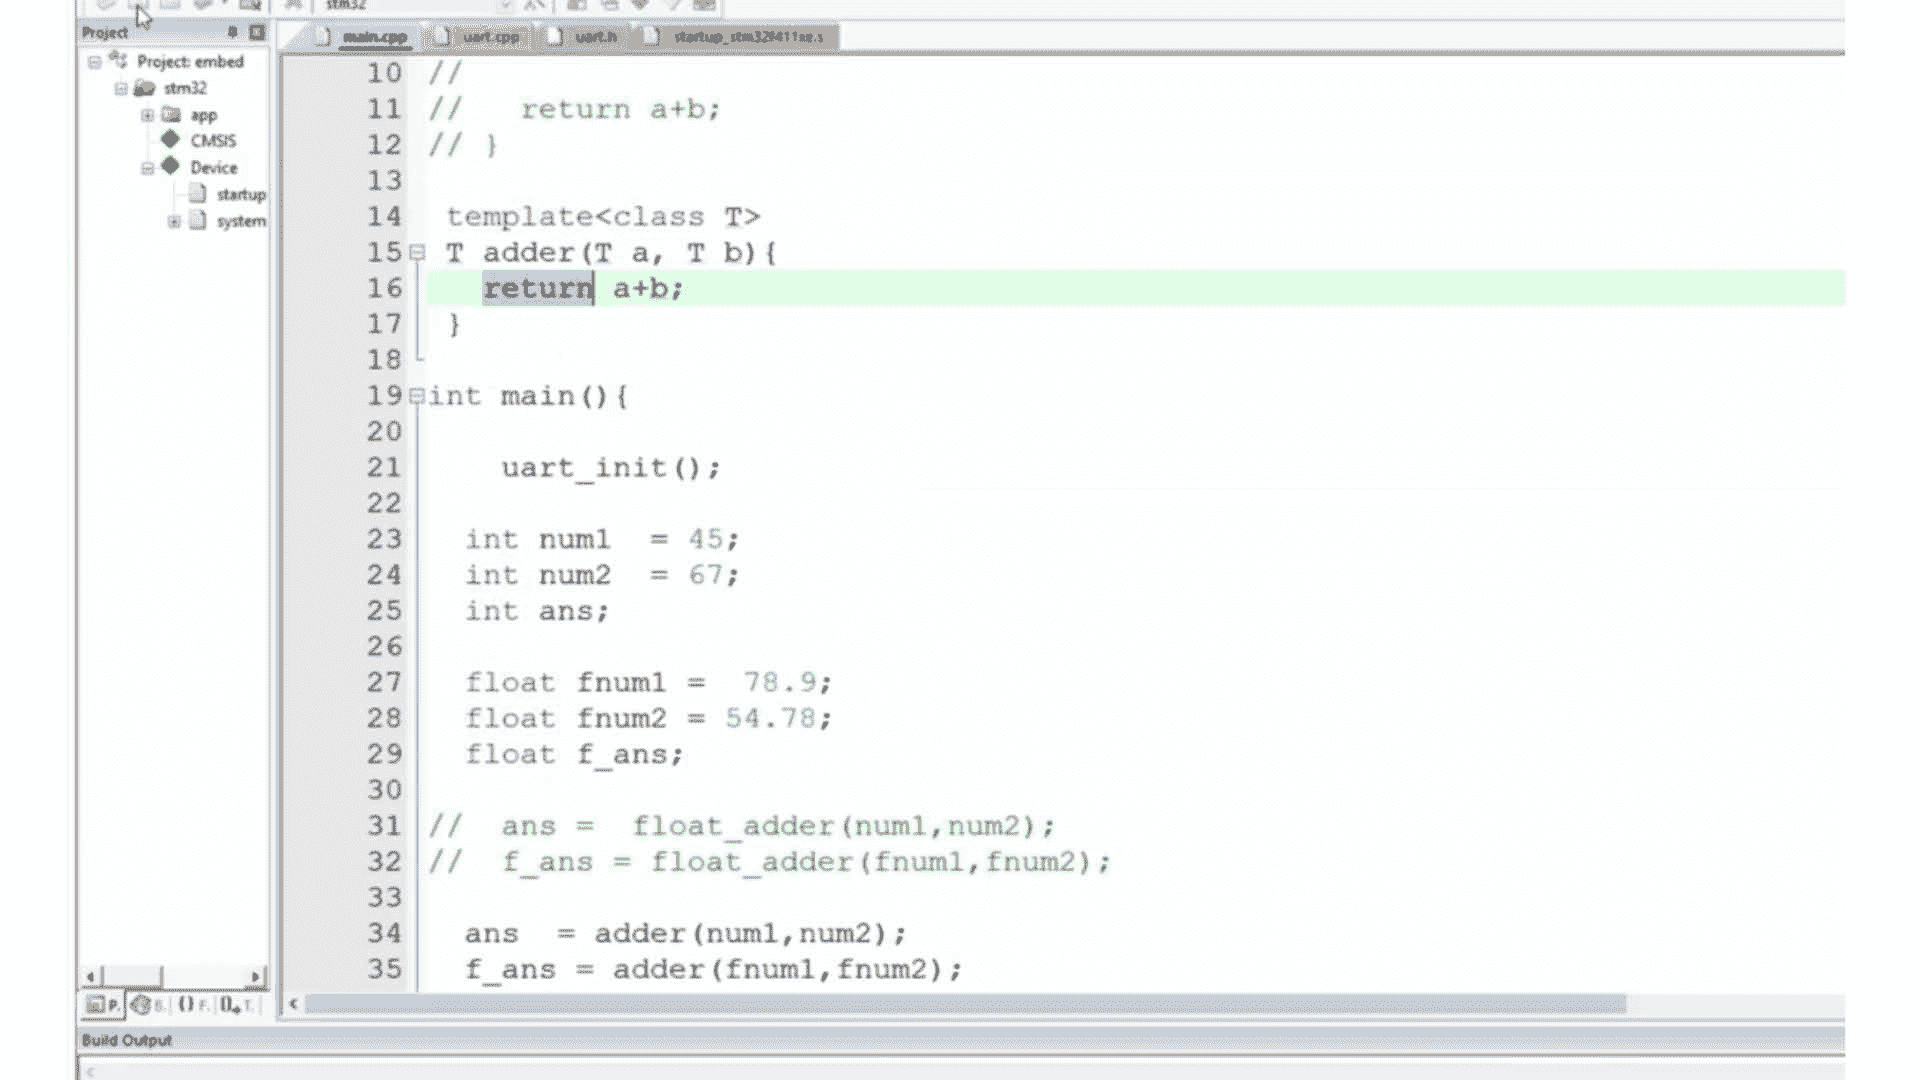 stm32
Project
main.cpp uart.cpp uart.h startup_stm32f411xe.s
Project: embed
stm32
app
CMSIS
Device
startup
system
10 //
11 //   return a+b;
12 // }
13
14 template<class T>
15 T adder(T a, T b){
16 return a+b;
17 }
18
19 int main(){
20
21 uart_init();
22
23 int num1  = 45;
24 int num2  = 67;
25 int ans;
26
27 float fnum1 =  78.9;
28 float fnum2 = 54.78;
29 float f_ans;
30
31 //  ans =  float_adder(num1,num2);
32 //  f_ans = float_adder(fnum1,fnum2);
33
34 ans  = adder(num1,num2);
35 f_ans = adder(fnum1,fnum2);
P. {} F. T.
Build Output